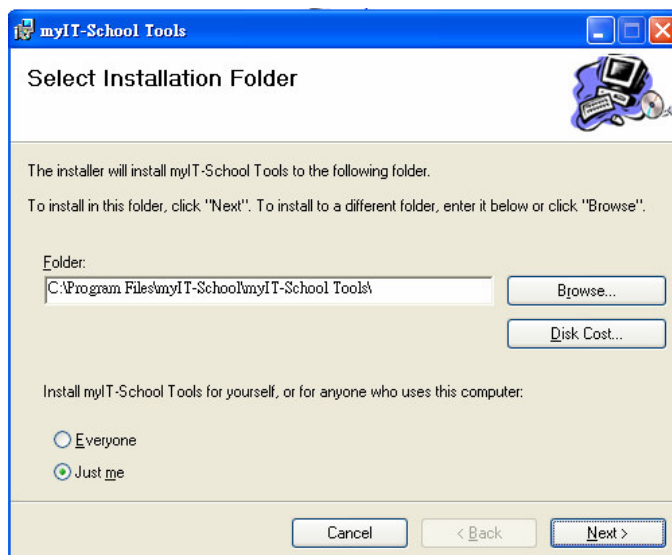 myIT-School Tools
Select Installation Folder
The installer will install myIT-School Tools to the following folder.
To install in this folder, click "Next". To install to a different folder, enter it below or click "Browse".
Folder:
C:\Program Files\myIT-School\myIT-School Tools\
Browse...
Disk Cost...
Install myIT-School Tools for yourself, or for anyone who uses this computer:
Everyone
Just me
Cancel < Back Next >